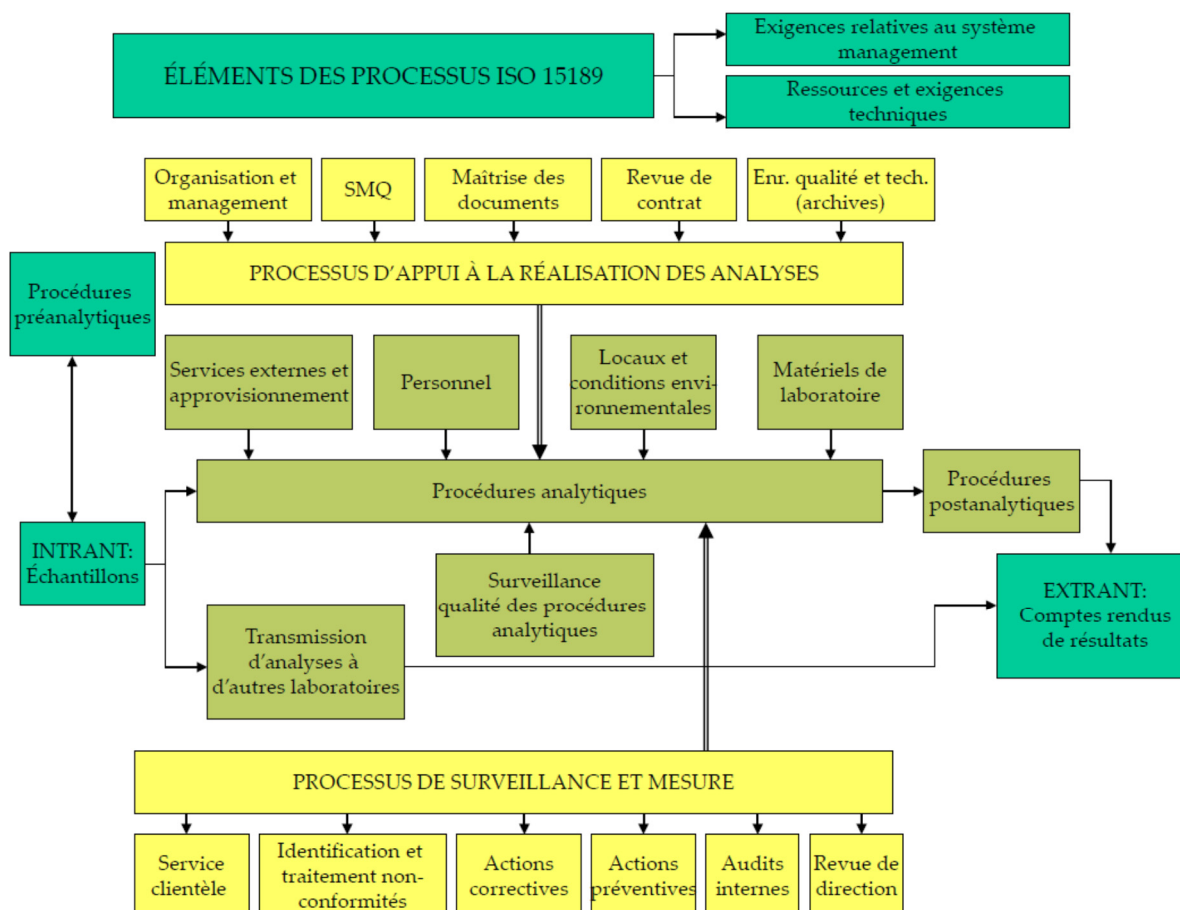 ÉLÉMENTS DES PROCESSUS ISO 15189
Exigences relatives au système
management
Ressources et exigences
techniques
Organisation et
management
SMQ
Maîtrise des
documents
Revue de
contrat
Enr. qualité et tech.
(archives)
PROCESSUS D’APPUI À LA RÉALISATION DES ANALYSES
Procédures
préanalytiques
Services externes et
approvisionnement
Personnel
Locaux et
conditions envi-
ronnementales
Matériels de
laboratoire
Procédures analytiques
Procédures
postanalytiques
INTRANT:
Échantillons
Surveillance
qualité des procédures
analytiques
EXTRANT:
Comptes rendus
de résultats
Transmission
d’analyses à
d’autres laboratoires
PROCESSUS DE SURVEILLANCE ET MESURE
Service
clientèle
Identification et
traitement non-
conformités
Actions
correctives
Actions
préventives
Audits
internes
Revue de
direction